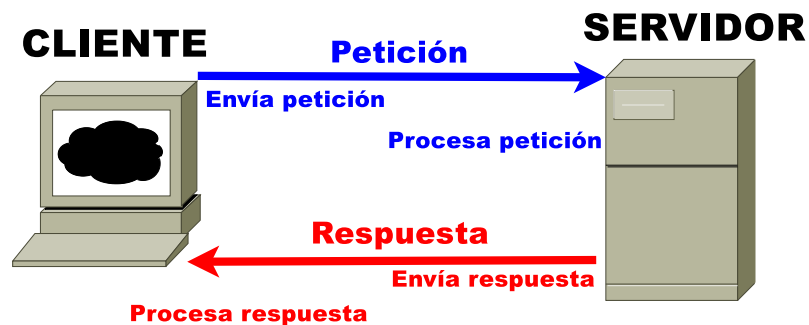 CLIENTE
SERVIDOR
Petición
Envía petición
Procesa petición
Respuesta
Envía respuesta
Procesa respuesta